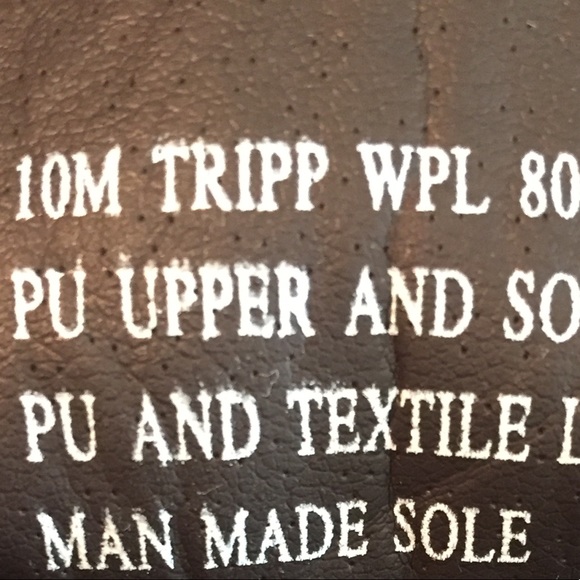 10M TRIPP WPL 80
PU UPPER AND SO
PU AND TEXTILE L
MAN MADE SOLE